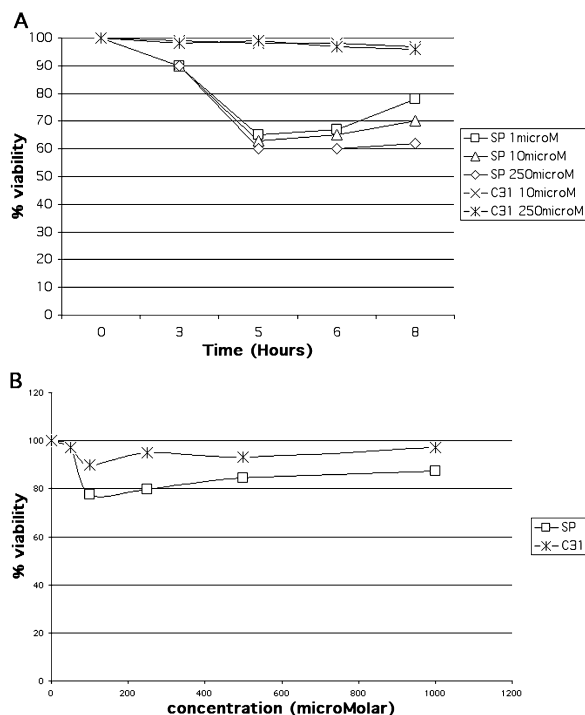 A
100
90
80
70
60
50
40
30
20
10
0
% viability
0 3 5 6 8
Time (Hours)
SP 1microM
SP 10microM
SP 250microM
C31 10microM
C31 250microM
B
120
100
80
60
40
20
0
% viability
0 200 400 600 800 1000 1200
concentration (microMolar)
SP
C31